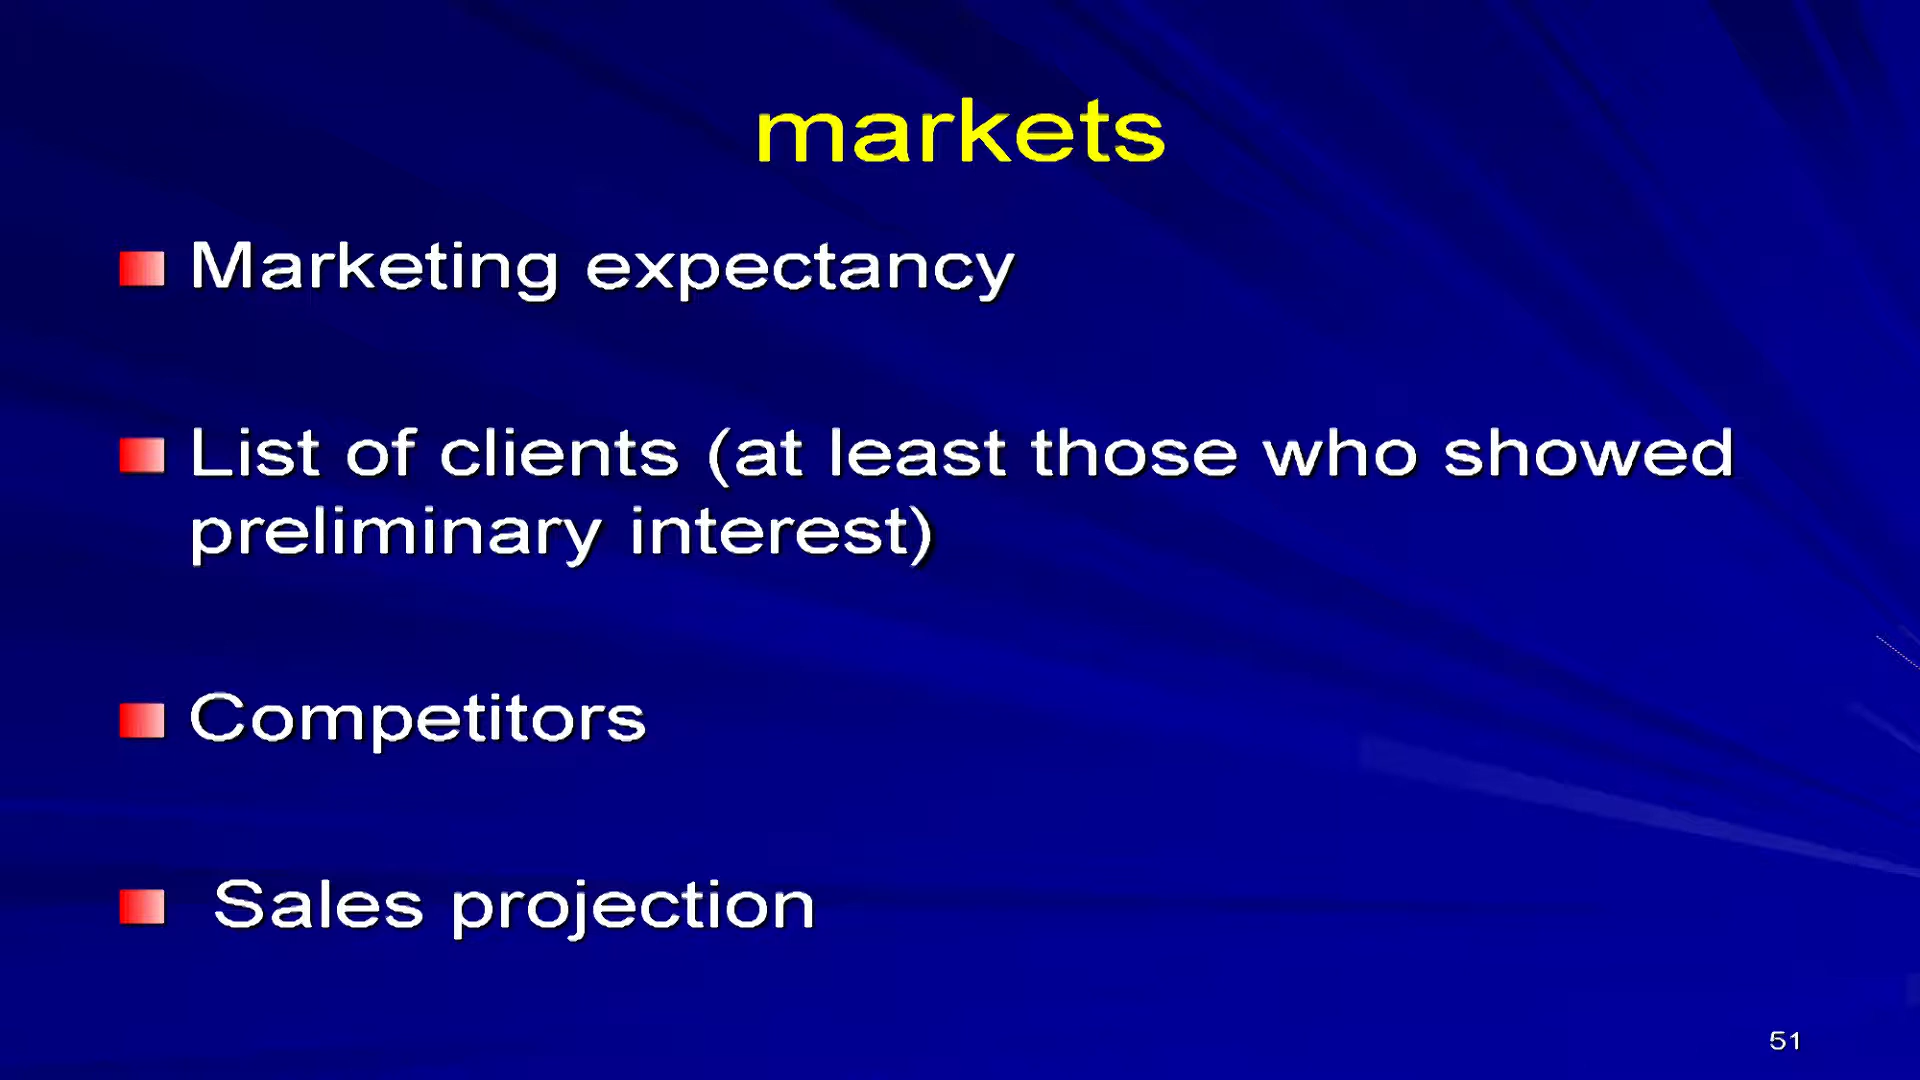 markets
Marketing expectancy
List of clients (at least those who showed
preliminary interest)
Competitors
Sales projection
51